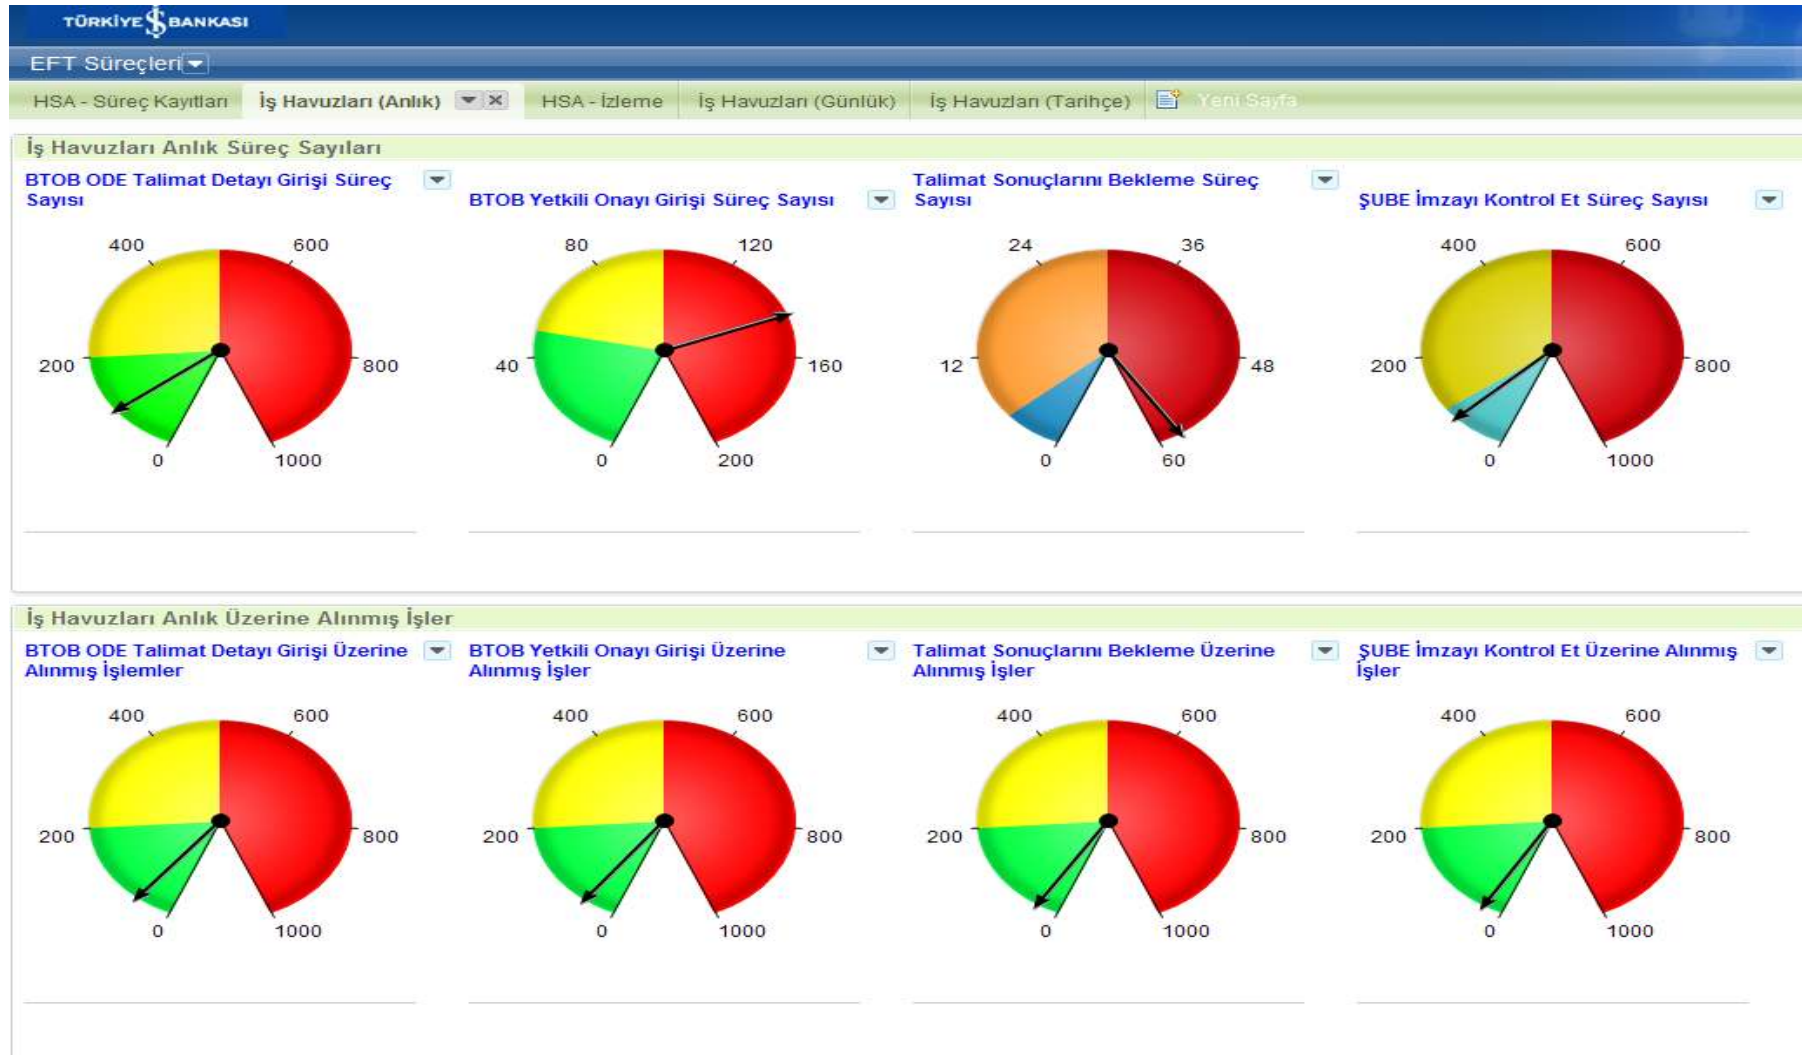 TÜRKİYE İŞ BANKASI
EFT Süreçleri
HSA - Süreç Kayıtları İş Havuzları (Anlık) HSA - İzleme İş Havuzları (Günlük) İş Havuzları (Tarihçe) Yeni Sayfa
İş Havuzları Anlık Süreç Sayıları
BTOB ODE Talimat Detayı Girişi Süreç
Sayısı
BTOB Yetkili Onayı Girişi Süreç Sayısı
Talimat Sonuçlarını Bekleme Süreç
Sayısı
ŞUBE İmzayı Kontrol Et Süreç Sayısı
400 600
200 800
0 1000
80 120
40 160
0 200
24 36
12 48
0 60
400 600
200 800
0 1000
İş Havuzları Anlık Üzerine Alınmış İşler
BTOB ODE Talimat Detayı Girişi Üzerine
Alınmış İşlemler
BTOB Yetkili Onayı Girişi Üzerine
Alınmış İşler
Talimat Sonuçlarını Bekleme Üzerine
Alınmış İşler
ŞUBE İmzayı Kontrol Et Üzerine Alınmış
İşler
400 600
200 800
0 1000
400 600
200 800
0 1000
400 600
200 800
0 1000
400 600
200 800
0 1000